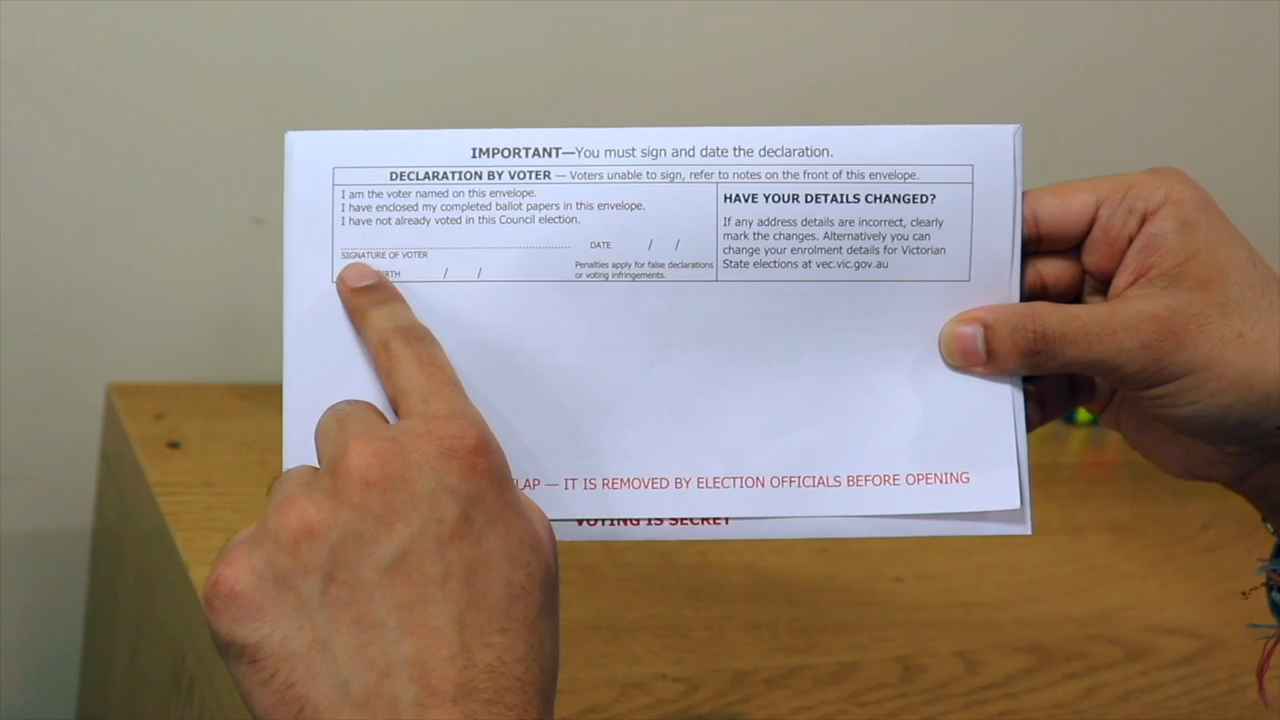 IMPORTANT—You must sign and date the declaration.
DECLARATION BY VOTER — Voters unable to sign, refer to notes on the front of this envelope.
I am the voter named on this envelope.
I have enclosed my completed ballot papers in this envelope.
I have not already voted in this Council election.
DATE / /
SIGNATURE OF VOTER
/ /
Penalties apply for false declarations
or voting infringements.
HAVE YOUR DETAILS CHANGED?
If any address details are incorrect, clearly
mark the changes. Alternatively you can
change your enrolment details for Victorian
State elections at vec.vic.gov.au
— IT IS REMOVED BY ELECTION OFFICIALS BEFORE OPENING
VOTING IS SECRET